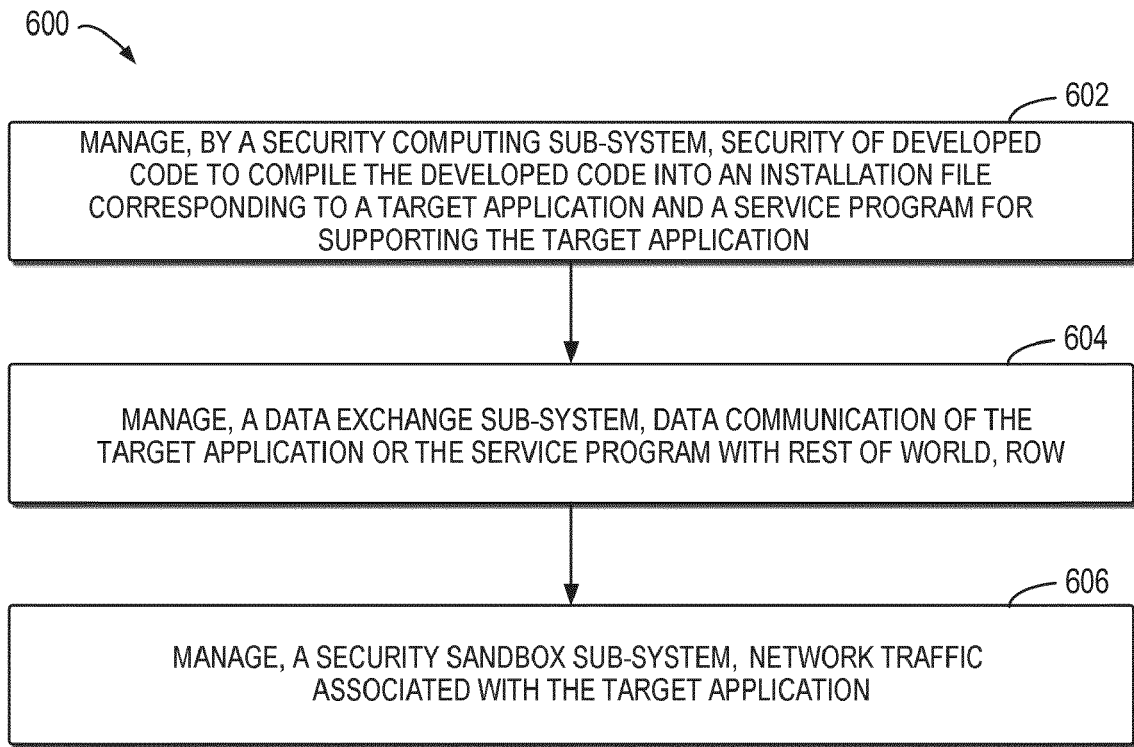 600
602
MANAGE, BY A SECURITY COMPUTING SUB-SYSTEM, SECURITY OF DEVELOPED
CODE TO COMPILE THE DEVELOPED CODE INTO AN INSTALLATION FILE
CORRESPONDING TO A TARGET APPLICATION AND A SERVICE PROGRAM FOR
SUPPORTING THE TARGET APPLICATION
604
MANAGE, A DATA EXCHANGE SUB-SYSTEM, DATA COMMUNICATION OF THE
TARGET APPLICATION OR THE SERVICE PROGRAM WITH REST OF WORLD, ROW
606
MANAGE, A SECURITY SANDBOX SUB-SYSTEM, NETWORK TRAFFIC
ASSOCIATED WITH THE TARGET APPLICATION